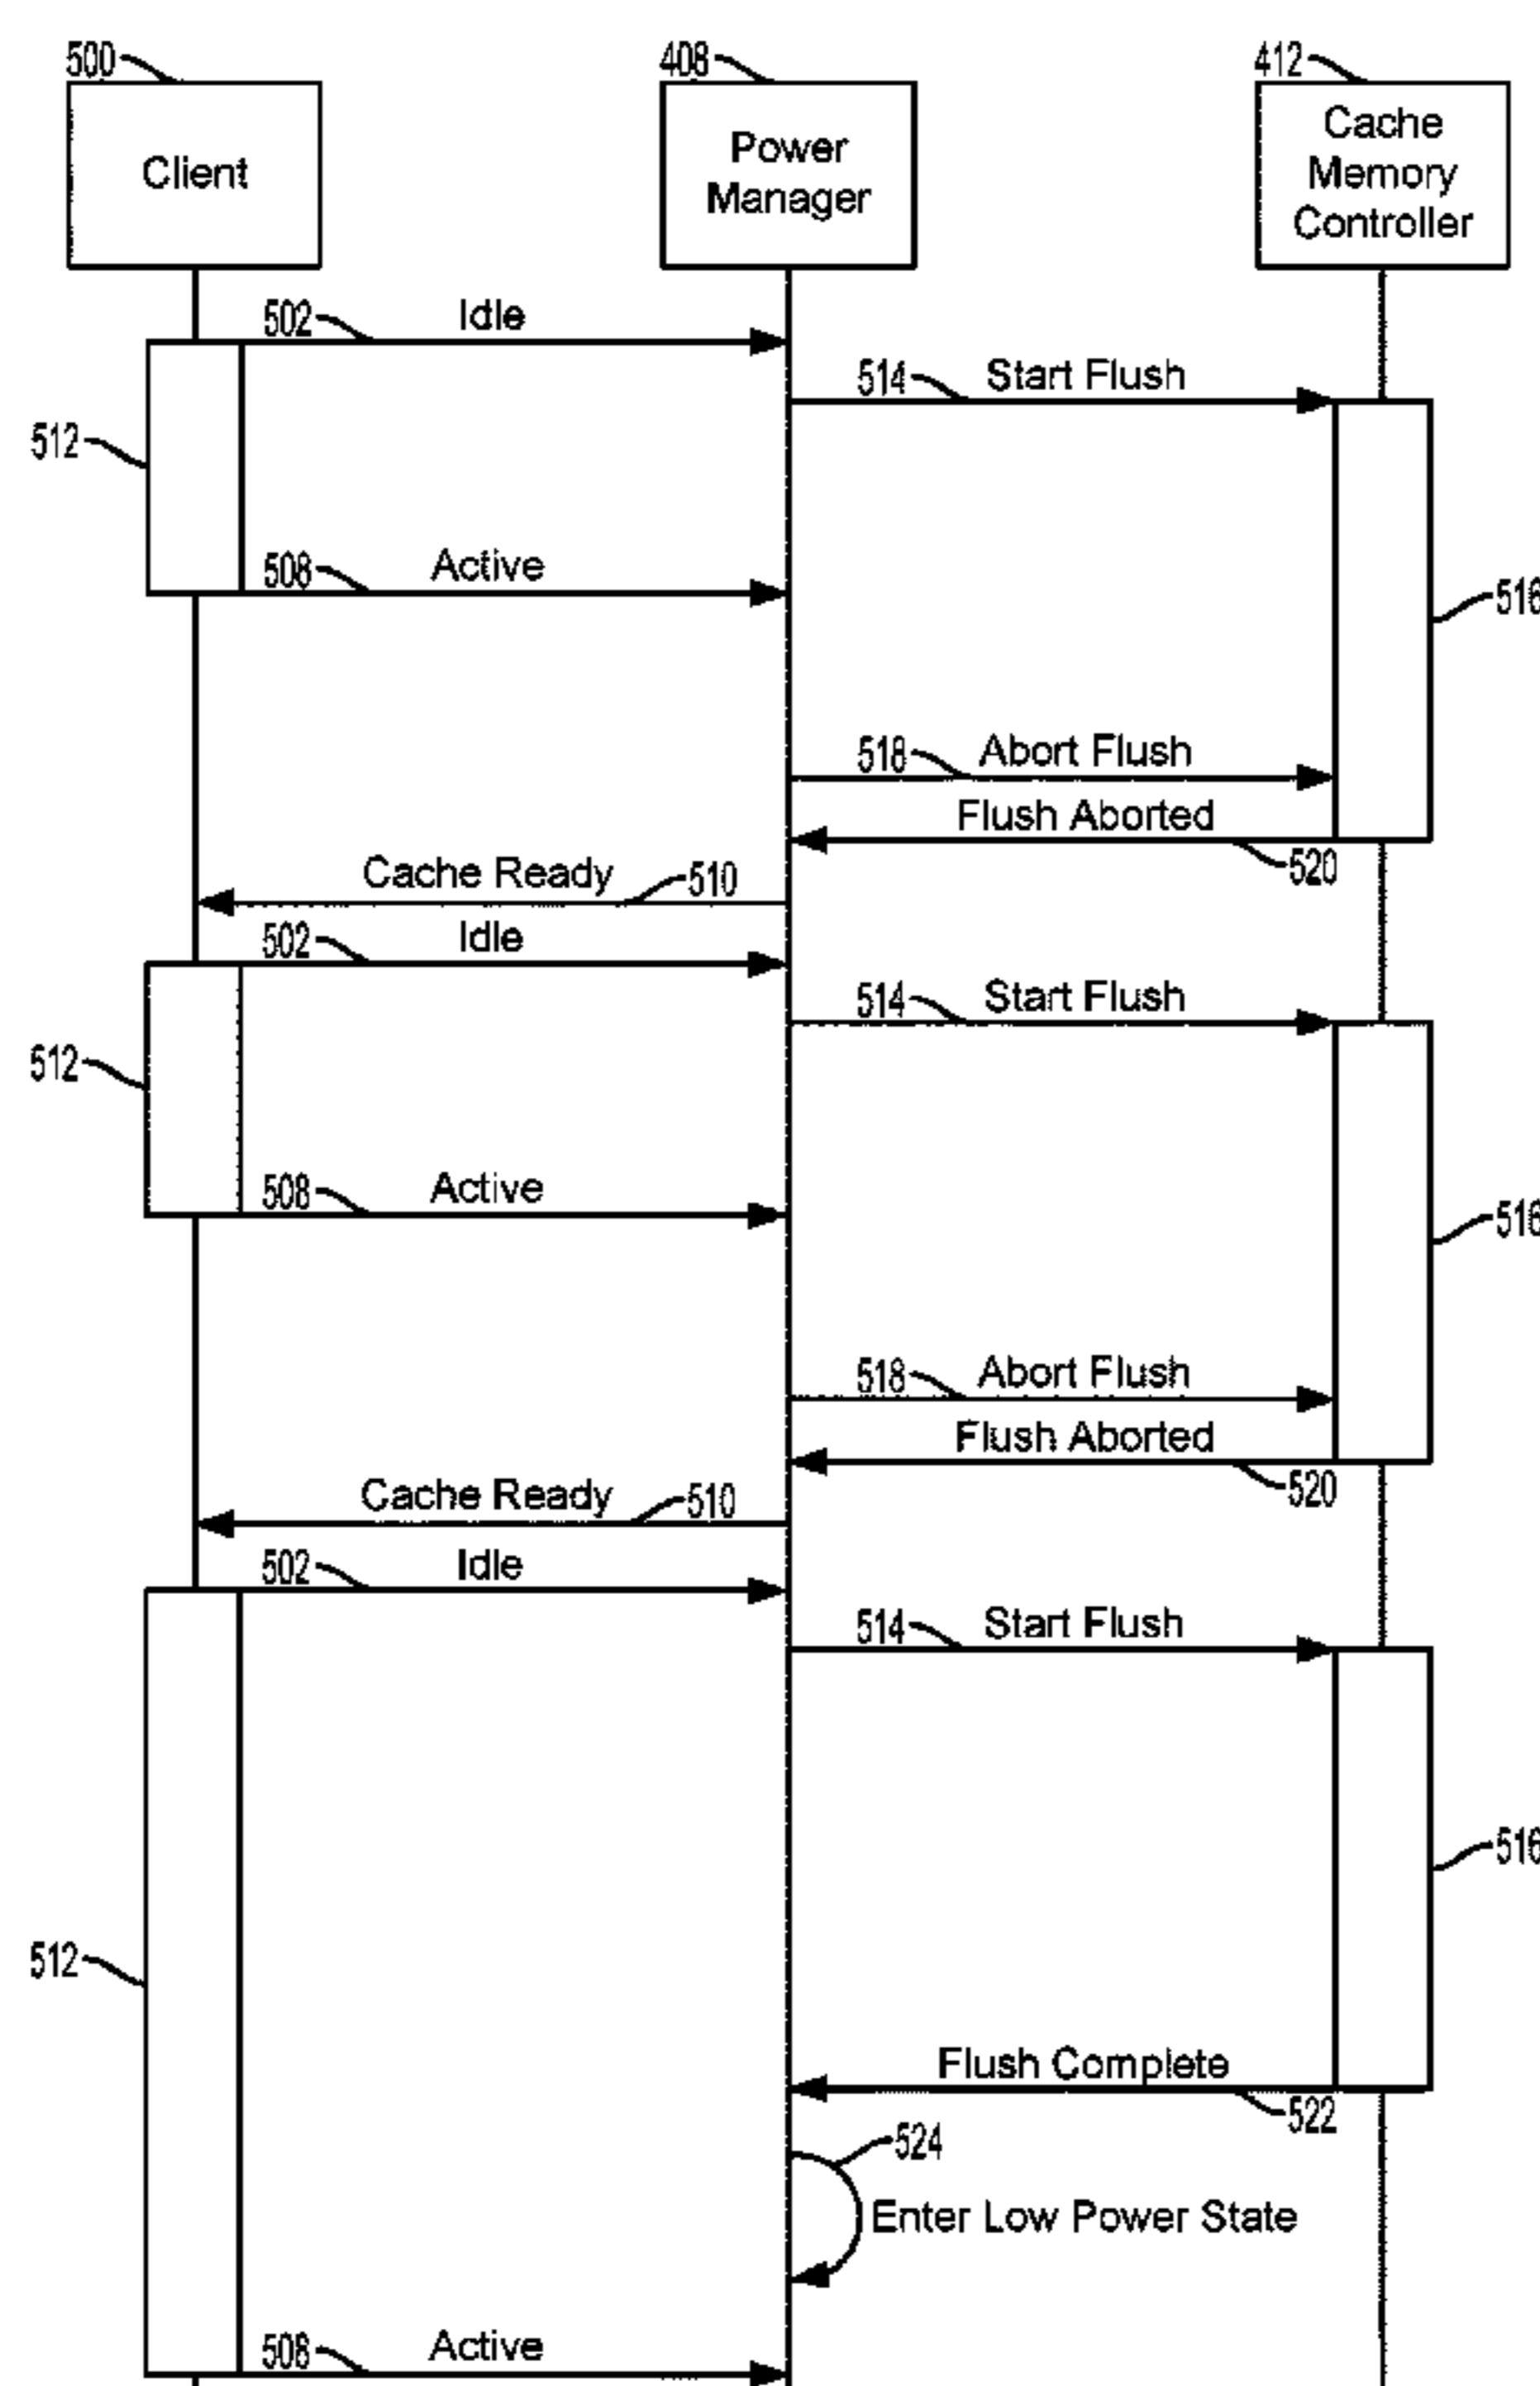 500
408
412
Client
Power
Manager
Cache
Memory
Controller
502
Idle
514
Start Flush
512
508
Active
516
518
Abort Flush
Flush Aborted
520
Cache Ready
510
502
Idle
514
Start Flush
512
508
Active
516
518
Abort Flush
Flush Aborted
520
Cache Ready
510
502
Idle
514
Start Flush
516
512
Flush Complete
522
524
Enter Low Power State
508
Active